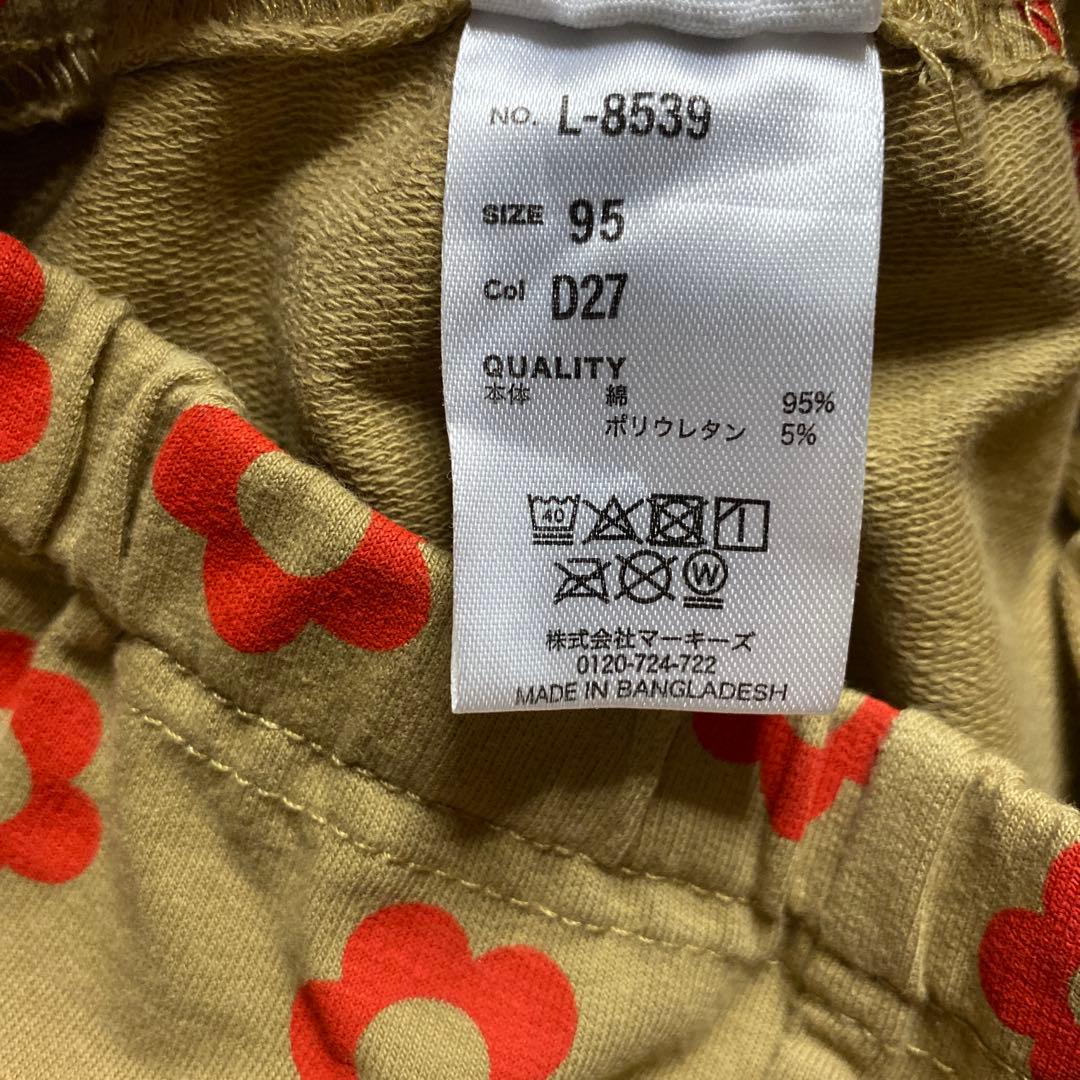 NO. L-8539
SIZE 95
Col D27
QUALITY
本体 綿 95%
ポリウレタン 5%
40
W
株式会社マーキーズ
0120-724-722
MADE IN BANGLADESH